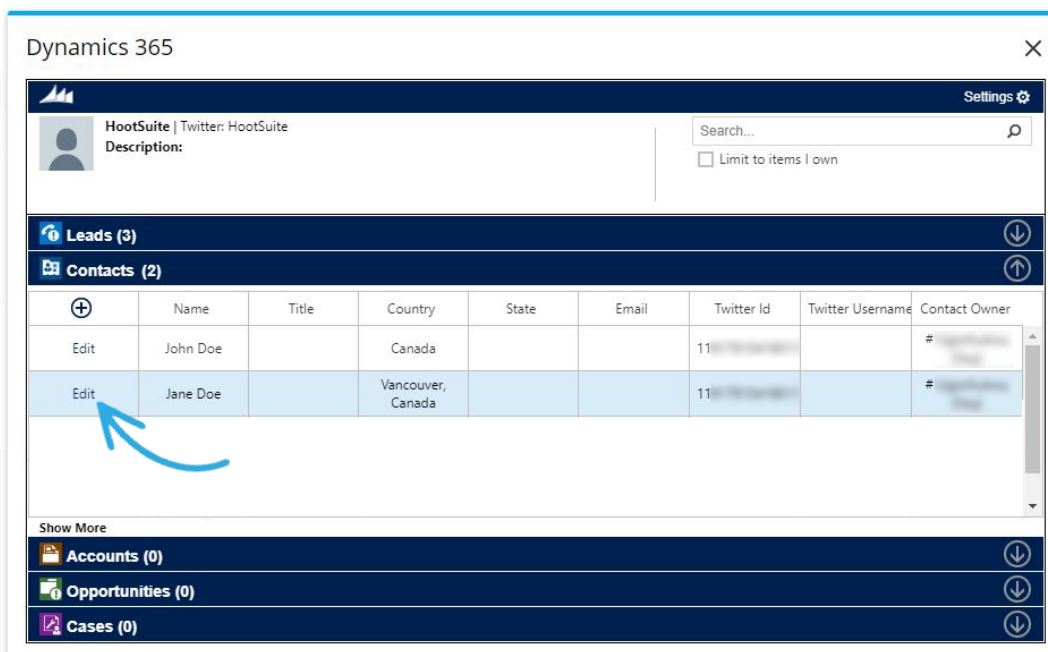 Dynamics 365
Settings
HootSuite | Twitter: HootSuite
Description:
Search...
Limit to items I own
Leads (3)
Contacts (2)
Name Title Country State Email Twitter Id Twitter Username Contact Owner
Edit John Doe Canada 11 #
Edit Jane Doe Vancouver, Canada 11 #
Show More
Accounts (0)
Opportunities (0)
Cases (0)